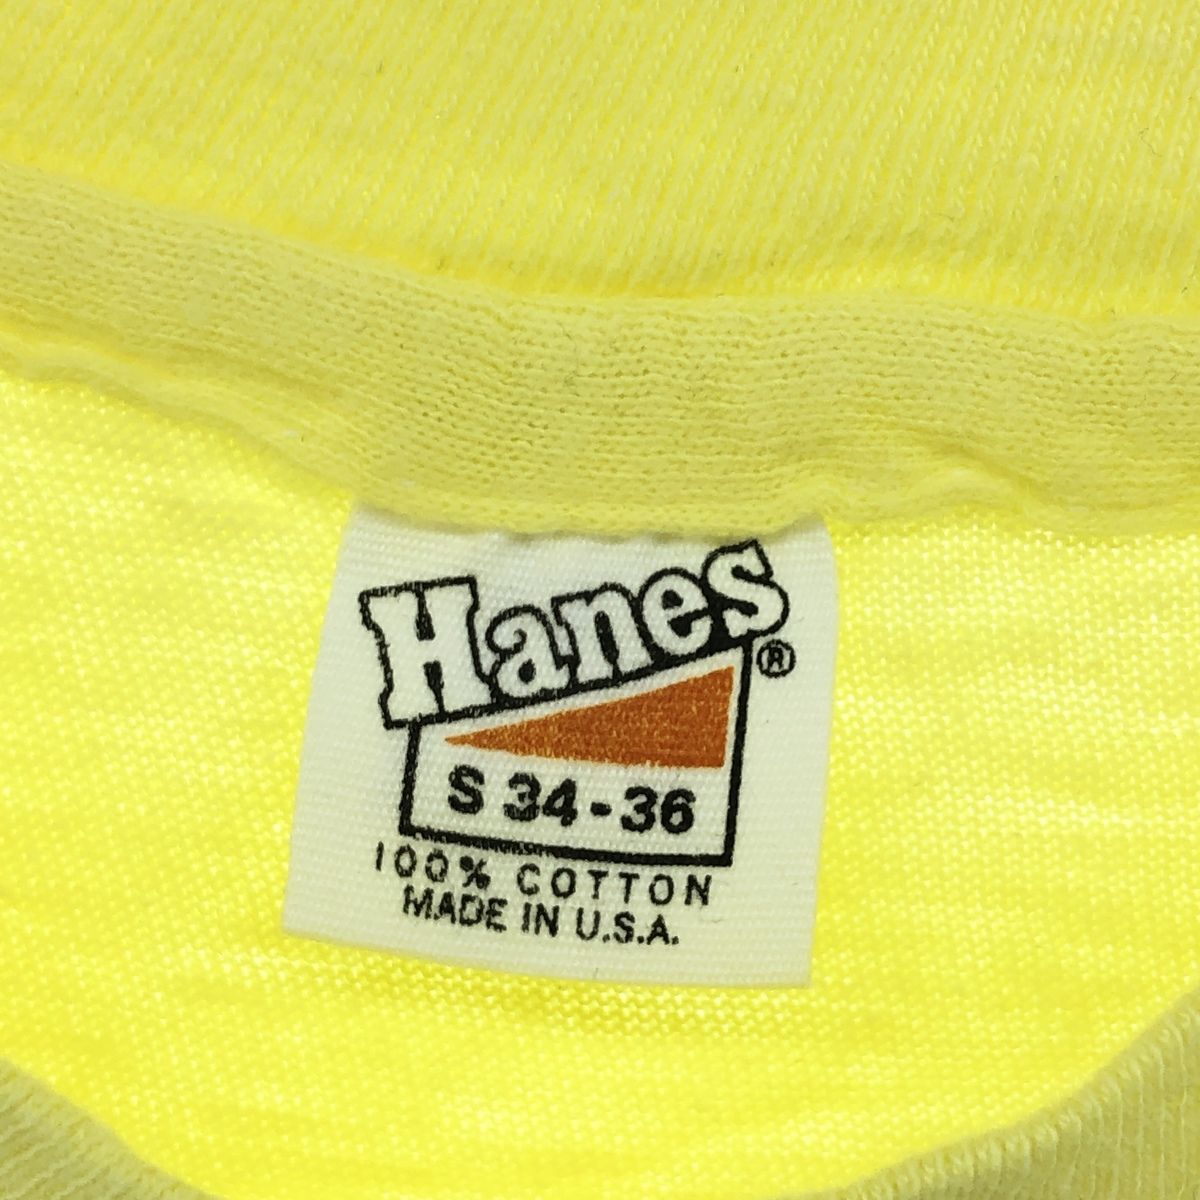 Hanes®
S 34-36
100% COTTON
MADE IN U.S.A.